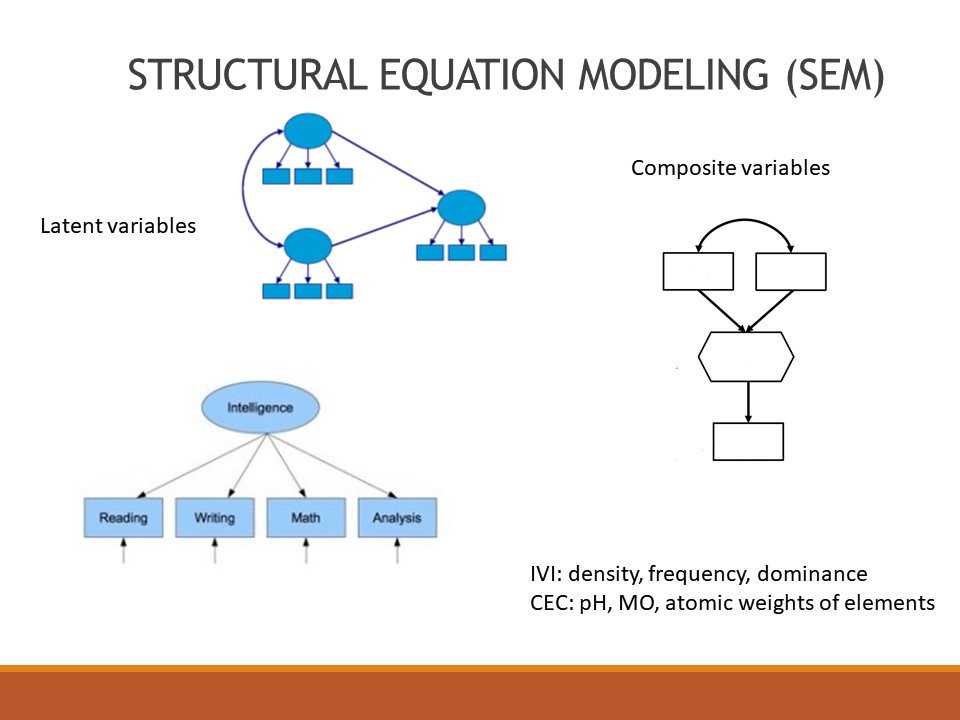 STRUCTURAL EQUATION MODELING (SEM)
Composite variables
Latent variables
Intelligence
Reading
Writing
Math
Analysis
IVI: density, frequency, dominance
CEC: pH, MO, atomic weights of elements